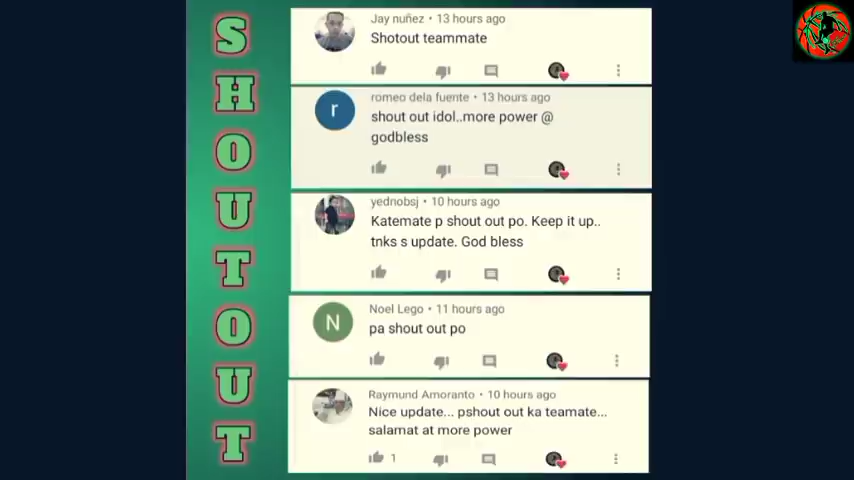 SHOUTOUT
Jay nuñez • 13 hours ago
Shotout teammate
romeo dela fuente • 13 hours ago
shout out idol..more power @
godbless
yednobsj • 10 hours ago
Katemate p shout out po. Keep it up..
tnks s update. God bless
Noel Lego • 11 hours ago
pa shout out po
Raymund Amoranto • 10 hours ago
Nice update... pshout out ka teamate...
salamat at more power
1
r
N